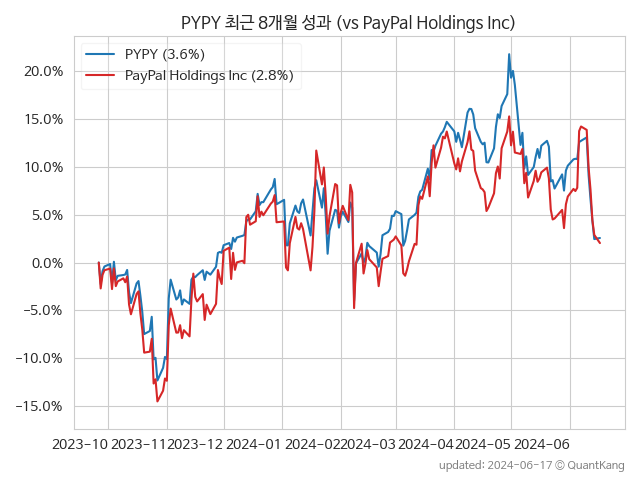 PYPY 최근 8개월 성과 (vs PayPal Holdings Inc)
PYPY (3.6%)
PayPal Holdings Inc (2.8%)
20.0%
15.0%
10.0%
5.0%
0.0%
−5.0%
−10.0%
−15.0%
2023−10 2023−11 2023−12 2024−01 2024−02 2024−03 2024−04 2024−05 2024−06
updated: 2024−06−17 © QuantKang